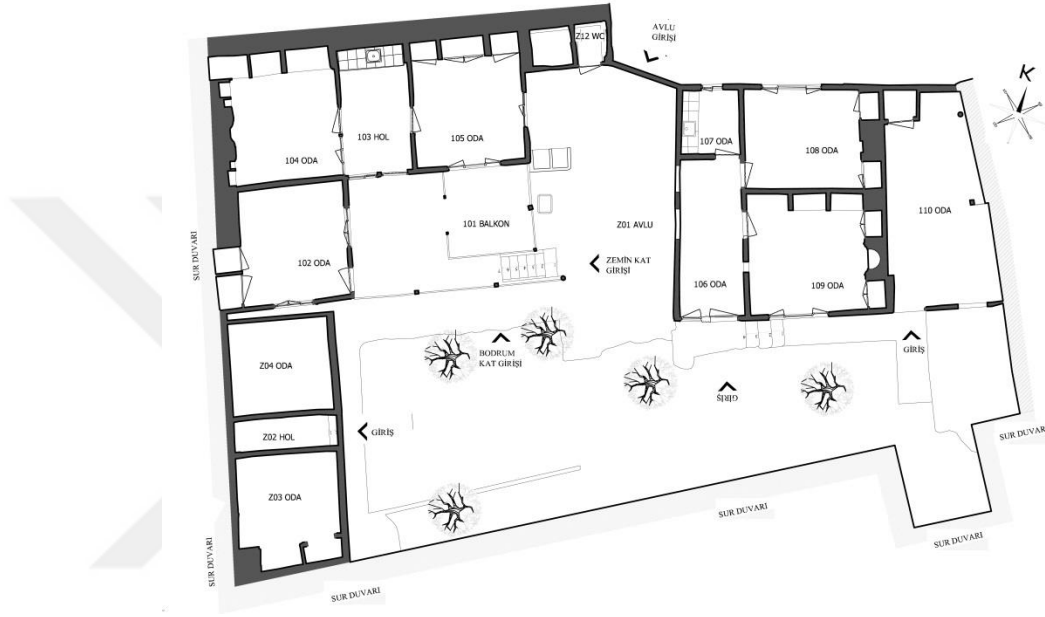 AVLU
GİRİŞİ
Z12 WC
K
103 HOL
105 ODA
104 ODA
107 ODA
108 ODA
110 ODA
101 BALKON
Z01 AVLU
102 ODA
ZEMİN KAT
GİRİŞİ
106 ODA
109 ODA
SUR DUVARI
BODRUM
KAT GİRİŞİ
GİRİŞ
Z04 ODA
GİRİŞ
Z02 HOL
GİRİŞ
SUR DUVARI
Z03 ODA
SUR DUVARI
SUR DUVARI
SUR DUVARI
SUR DUVARI